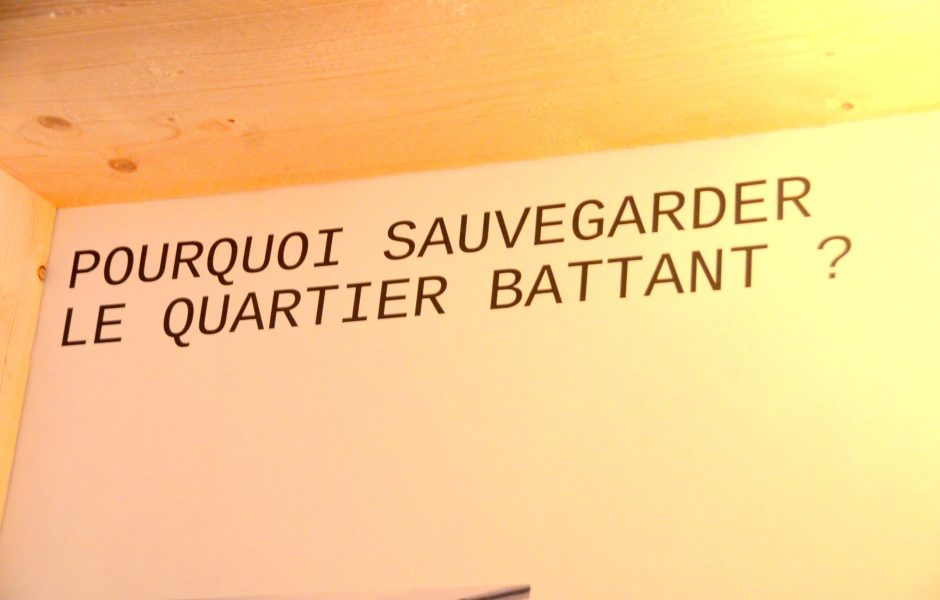 POURQUOI SAUVEGARDER
LE QUARTIER BATTANT ?